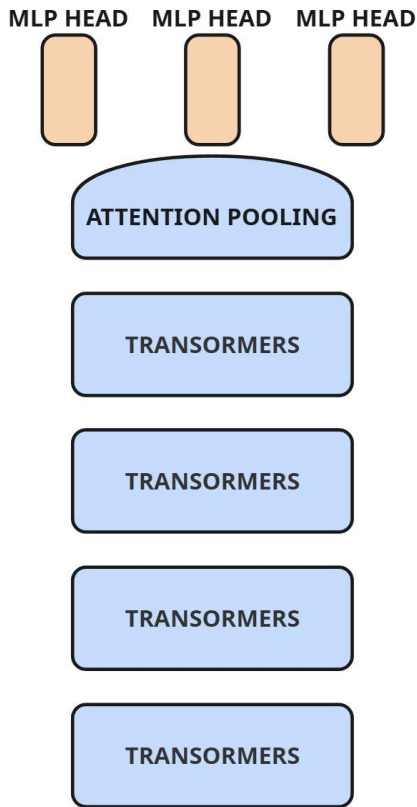 MLP HEAD MLP HEAD MLP HEAD
ATTENTION POOLING
TRANSORMERS
TRANSORMERS
TRANSORMERS
TRANSORMERS